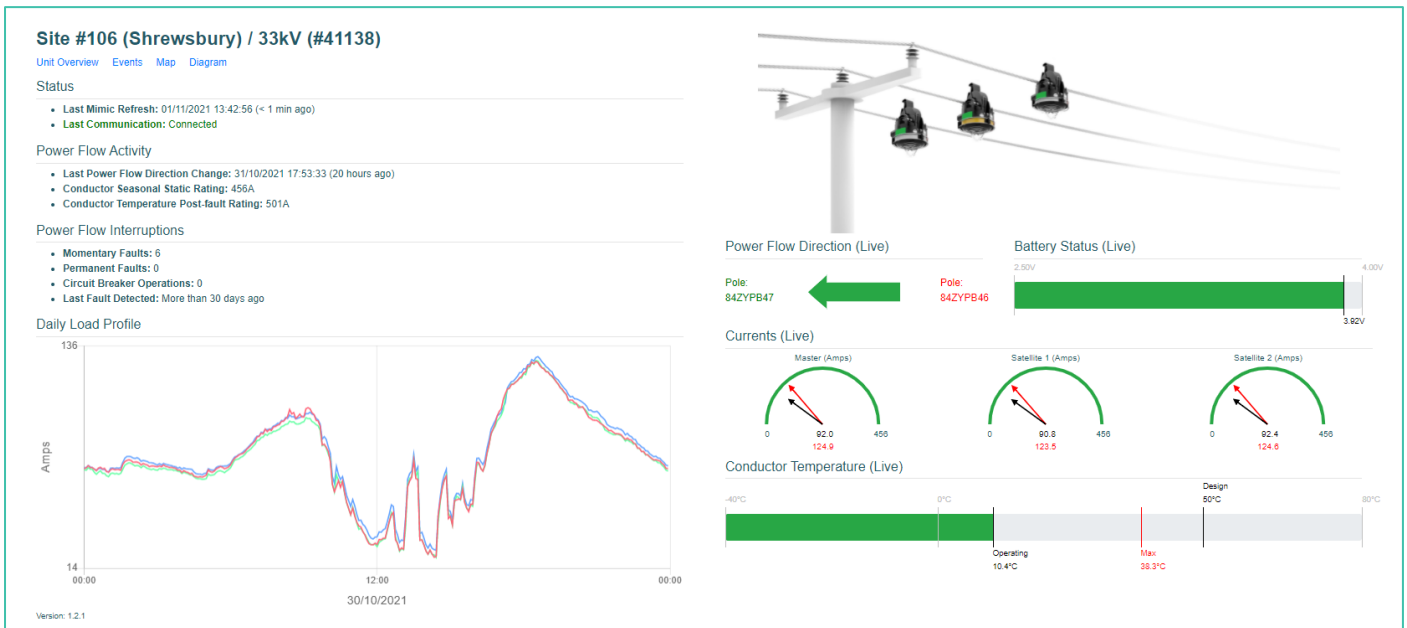 Site #106 (Shrewsbury) / 33kV (#41138)
Unit Overview Events Map Diagram
Status
Last Mimic Refresh: 01/11/2021 13:42:56 (< 1 min ago)
Last Communication: Connected
Power Flow Activity
Last Power Flow Direction Change: 31/10/2021 17:53:33 (20 hours ago)
Conductor Seasonal Static Rating: 456A
Conductor Temperature Post-fault Rating: 501A
Power Flow Interruptions
Momentary Faults: 6
Permanent Faults: 0
Circuit Breaker Operations: 0
Last Fault Detected: More than 30 days ago
Daily Load Profile
136
Amps
14
00:00 12:00 00:00
30/10/2021
Version: 1.2.1
Power Flow Direction (Live)
Pole: Pole:
84ZYPB47 84ZYPB46
Battery Status (Live)
2.50V 4.00V
3.92V
Currents (Live)
Master (Amps) Satellite 1 (Amps) Satellite 2 (Amps)
0 92.0 456 0 90.8 456 0 92.4 456
124.9 123.5 124.6
Conductor Temperature (Live)
Design
-40°C 0°C 50°C 80°C
Operating Max
10.4°C 38.3°C